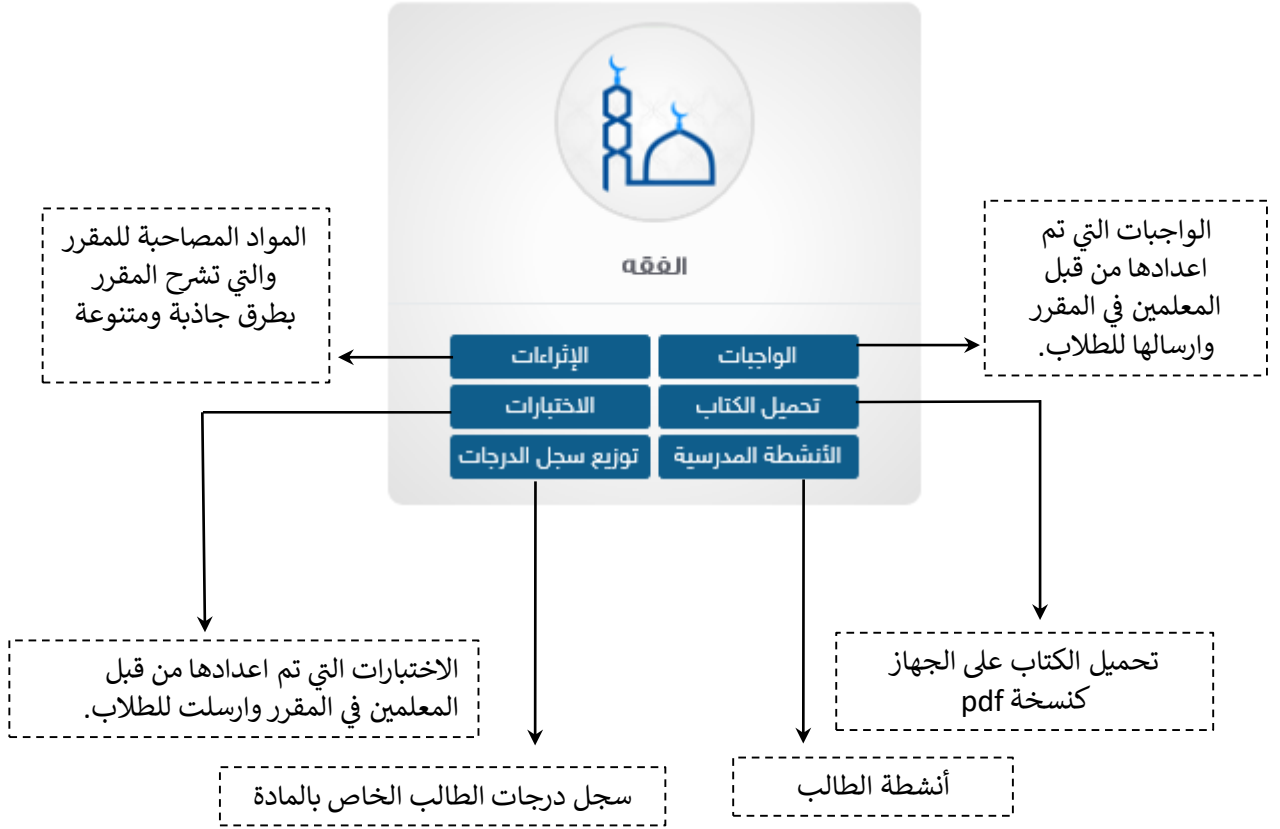 الفقه
الواجبات التي تم
اعدادها من قبل
المعلمين في المقرر
وارسالها للطلاب.
المواد المصاحبة للمقرر
والتي تشرح المقرر
بطرق جاذبة ومتنوعة
الواجبات
الإثراءات
تحميل الكتاب
الاختبارات
الأنشطة المدرسية
توزيع سجل الدرجات
تحميل الكتاب على الجهاز
كنسخة pdf
الاختبارات التي تم اعدادها من قبل
المعلمين في المقرر وارسلت للطلاب.
أنشطة الطالب
سجل درجات الطالب الخاص بالمادة